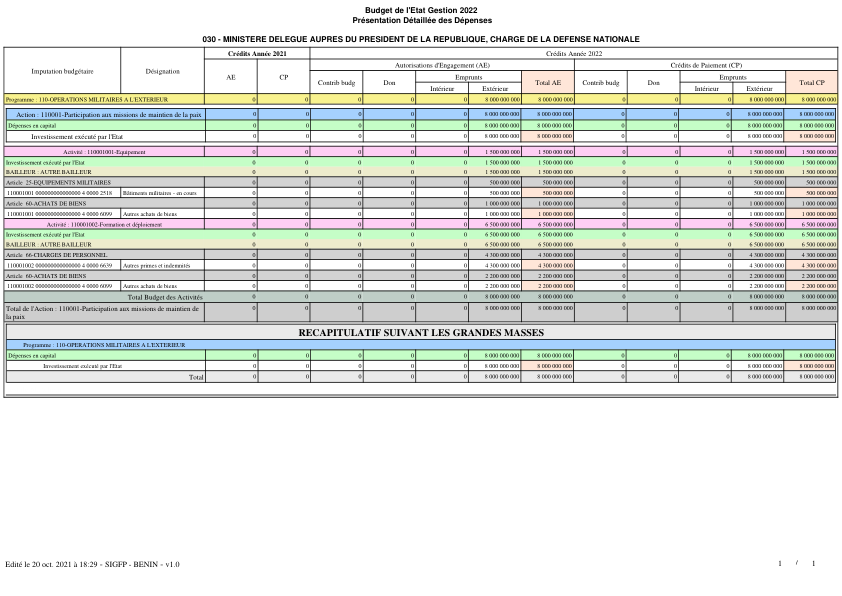 Budget de l'Etat Gestion 2022
Présentation Détaillée des Dépenses
030 - MINISTERE DELEGUE AUPRES DU PRESIDENT DE LA REPUBLIQUE, CHARGE DE LA DEFENSE NATIONALE
Imputation budgétaire Désignation Crédits Année 2021 Crédits Année 2022
AE CP Autorisations d'Engagement (AE) Crédits de Paiement (CP)
Contrib budg Don Emprunts Total AE Contrib budg Don Emprunts Total CP
Intérieur Extérieur Intérieur Extérieur
Programme : 110-OPERATIONS MILITAIRES A L'EXTERIEUR 0 0 0 0 0 8 000 000 000 8 000 000 000 0 0 0 8 000 000 000 8 000 000 000
Action : 110001-Participation aux missions de maintien de la paix 0 0 0 0 0 8 000 000 000 8 000 000 000 0 0 0 8 000 000 000 8 000 000 000
Dépenses en capital 0 0 0 0 0 8 000 000 000 8 000 000 000 0 0 0 8 000 000 000 8 000 000 000
Investissement exécuté par l'Etat 0 0 0 0 0 8 000 000 000 8 000 000 000 0 0 0 8 000 000 000 8 000 000 000
Activité : 110001001-Equipement 0 0 0 0 0 1 500 000 000 1 500 000 000 0 0 0 1 500 000 000 1 500 000 000
Investissement exécuté par l'Etat 0 0 0 0 0 1 500 000 000 1 500 000 000 0 0 0 1 500 000 000 1 500 000 000
BAILLEUR : AUTRE BAILLEUR 0 0 0 0 0 1 500 000 000 1 500 000 000 0 0 0 1 500 000 000 1 500 000 000
Article 25-EQUIPEMENTS MILITAIRES 0 0 0 0 0 500 000 000 500 000 000 0 0 0 500 000 000 500 000 000
110001001 0000000000000000 4 0000 2518 Bâtiments militaires - en cours 0 0 0 0 0 500 000 000 500 000 000 0 0 0 500 000 000 500 000 000
Article 60-ACHATS DE BIENS 0 0 0 0 0 1 000 000 000 1 000 000 000 0 0 0 1 000 000 000 1 000 000 000
110001001 0000000000000000 4 0000 6099 Autres achats de biens 0 0 0 0 0 1 000 000 000 1 000 000 000 0 0 0 1 000 000 000 1 000 000 000
Activité : 110001002-Formation et déploiement 0 0 0 0 0 6 500 000 000 6 500 000 000 0 0 0 6 500 000 000 6 500 000 000
Investissement exécuté par l'Etat 0 0 0 0 0 6 500 000 000 6 500 000 000 0 0 0 6 500 000 000 6 500 000 000
BAILLEUR : AUTRE BAILLEUR 0 0 0 0 0 6 500 000 000 6 500 000 000 0 0 0 6 500 000 000 6 500 000 000
Article 66-CHARGES DE PERSONNEL 0 0 0 0 0 4 300 000 000 4 300 000 000 0 0 0 4 300 000 000 4 300 000 000
110001002 0000000000000000 4 0000 6639 Autres primes et indemnités 0 0 0 0 0 4 300 000 000 4 300 000 000 0 0 0 4 300 000 000 4 300 000 000
Article 60-ACHATS DE BIENS 0 0 0 0 0 2 200 000 000 2 200 000 000 0 0 0 2 200 000 000 2 200 000 000
110001002 0000000000000000 4 0000 6099 Autres achats de biens 0 0 0 0 0 2 200 000 000 2 200 000 000 0 0 0 2 200 000 000 2 200 000 000
Total Budget des Activités 0 0 0 0 0 8 000 000 000 8 000 000 000 0 0 0 8 000 000 000 8 000 000 000
Total de l'Action : 110001-Participation aux missions de maintien de 0 0 0 0 0 8 000 000 000 8 000 000 000 0 0 0 8 000 000 000 8 000 000 000
la paix
RECAPITULATIF SUIVANT LES GRANDES MASSES
Programme : 110-OPERATIONS MILITAIRES A L'EXTERIEUR
Dépenses en capital 0 0 0 0 0 8 000 000 000 8 000 000 000 0 0 0 8 000 000 000 8 000 000 000
Investissement exécuté par l'Etat 0 0 0 0 0 8 000 000 000 8 000 000 000 0 0 0 8 000 000 000 8 000 000 000
Total 0 0 0 0 0 8 000 000 000 8 000 000 000 0 0 0 8 000 000 000 8 000 000 000
Edité le 20 oct. 2021 à 18:29 - SIGFP - BENIN - v1.0 1 / 1